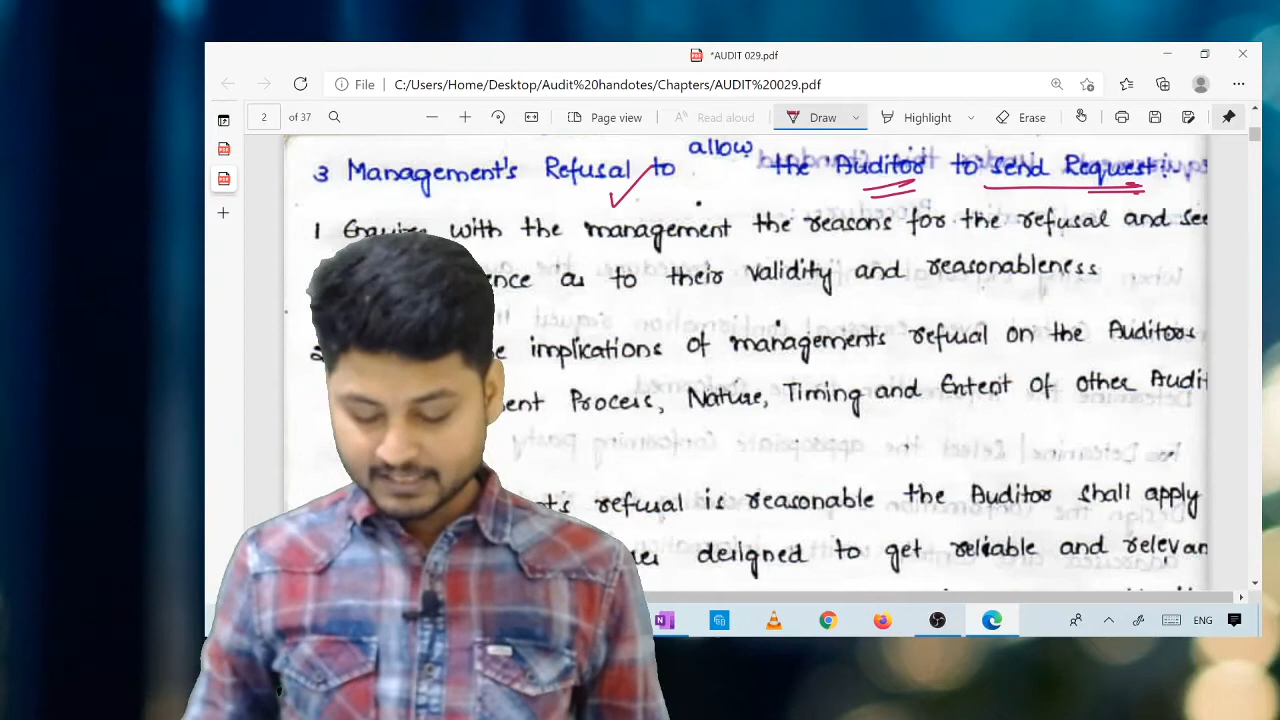 *AUDIT 029.pdf
File C:/Users/Home/Desktop/Audit%20handotes/Chapters/AUDIT%20029.pdf
2 of 37 Page view Read aloud Draw Highlight Erase
allow
3 Management's Refusal to the Auditor to send Request:
1 with the management the reasons for the refusal and see
as to their validity and reasonableness
implications of managements refusal on the Auditors
Process, Nature, Timing and Extent of other Audit
refusal is reasonable the Auditor shall apply
designed to get reliable and relevan
ENG